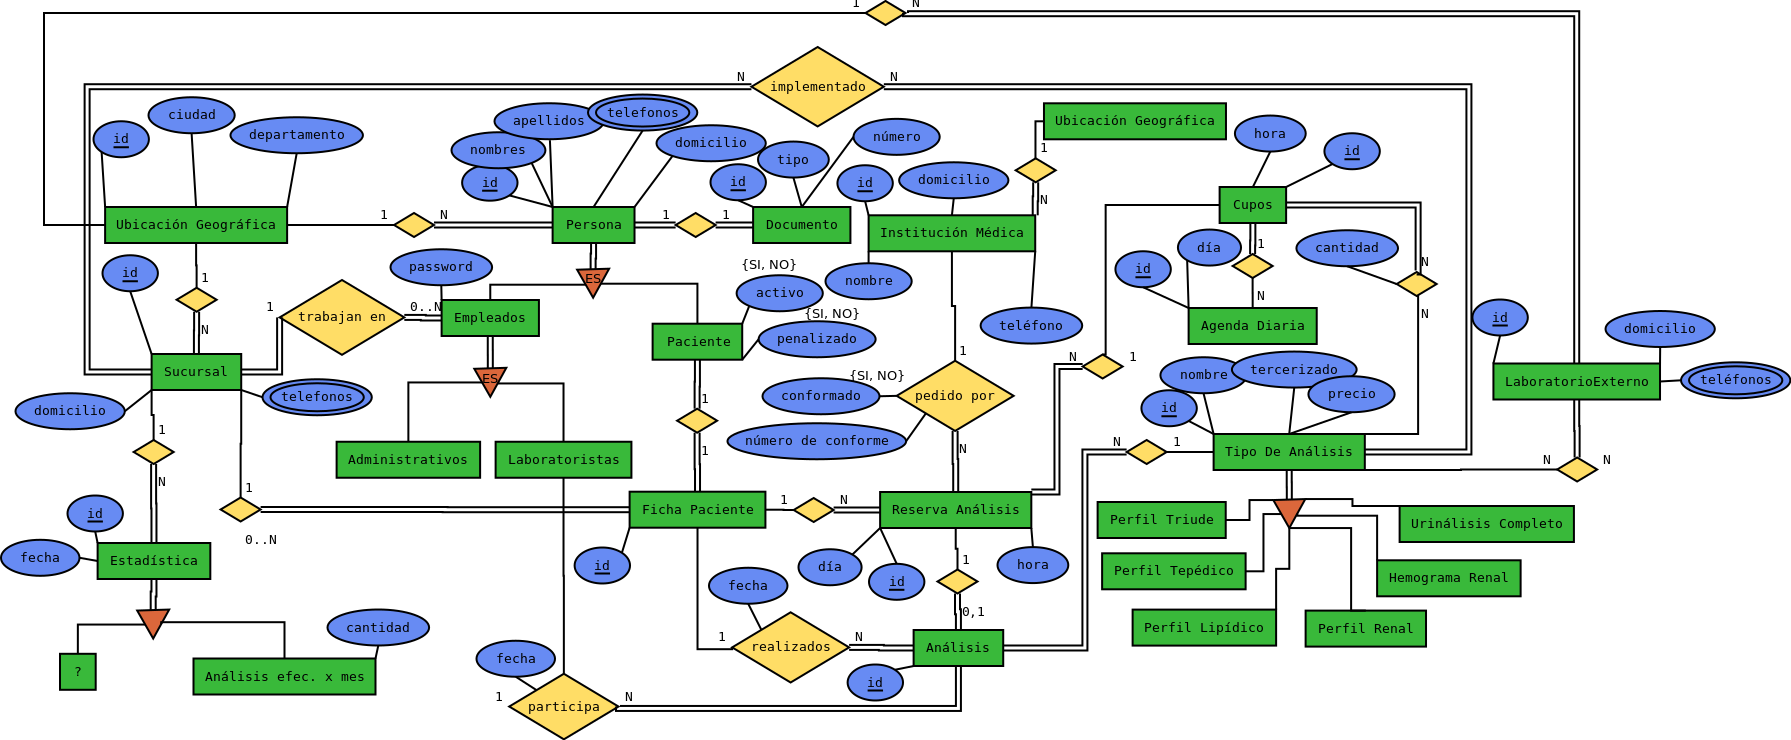 1
N
N
implementado
N
id
ciudad
departamento
nombres
apellidos
telefonos
domicilio
id
id
tipo
número
id
domicilio
Ubicación Geográfica
1
N
hora
id
Ubicación Geográfica
1
N
Persona
1
1
Documento
Institución Médica
Cupos
id
1
N
password
ES
{SI, NO}
activo
{SI, NO}
penalizado
nombre
teléfono
id
día
1
N
cantidad
N
N
Agenda Diaria
1
trabajan en
0..N
Empleados
Paciente
id
domicilio
Sucursal
ES
1
N
1
LaboratorioExterno
teléfonos
domicilio
telefonos
{SI, NO}
conformado
pedido por
número de conforme
nombre
tercerizado
precio
id
1
1
N
1
N
N
1
Tipo De Análisis
N
N
Administrativos
Laboratoristas
1
N
id
fecha
Estadística
0..N
Ficha Paciente
1
N
Reserva Análisis
Perfil Triude
Urinálisis Completo
id
día
id
hora
Perfil Tepédico
Hemograma Renal
1
0,1
fecha
cantidad
Perfil Lipídico
Perfil Renal
1
realizados
N
Análisis
?
Análisis efec. x mes
fecha
id
1
participa
N